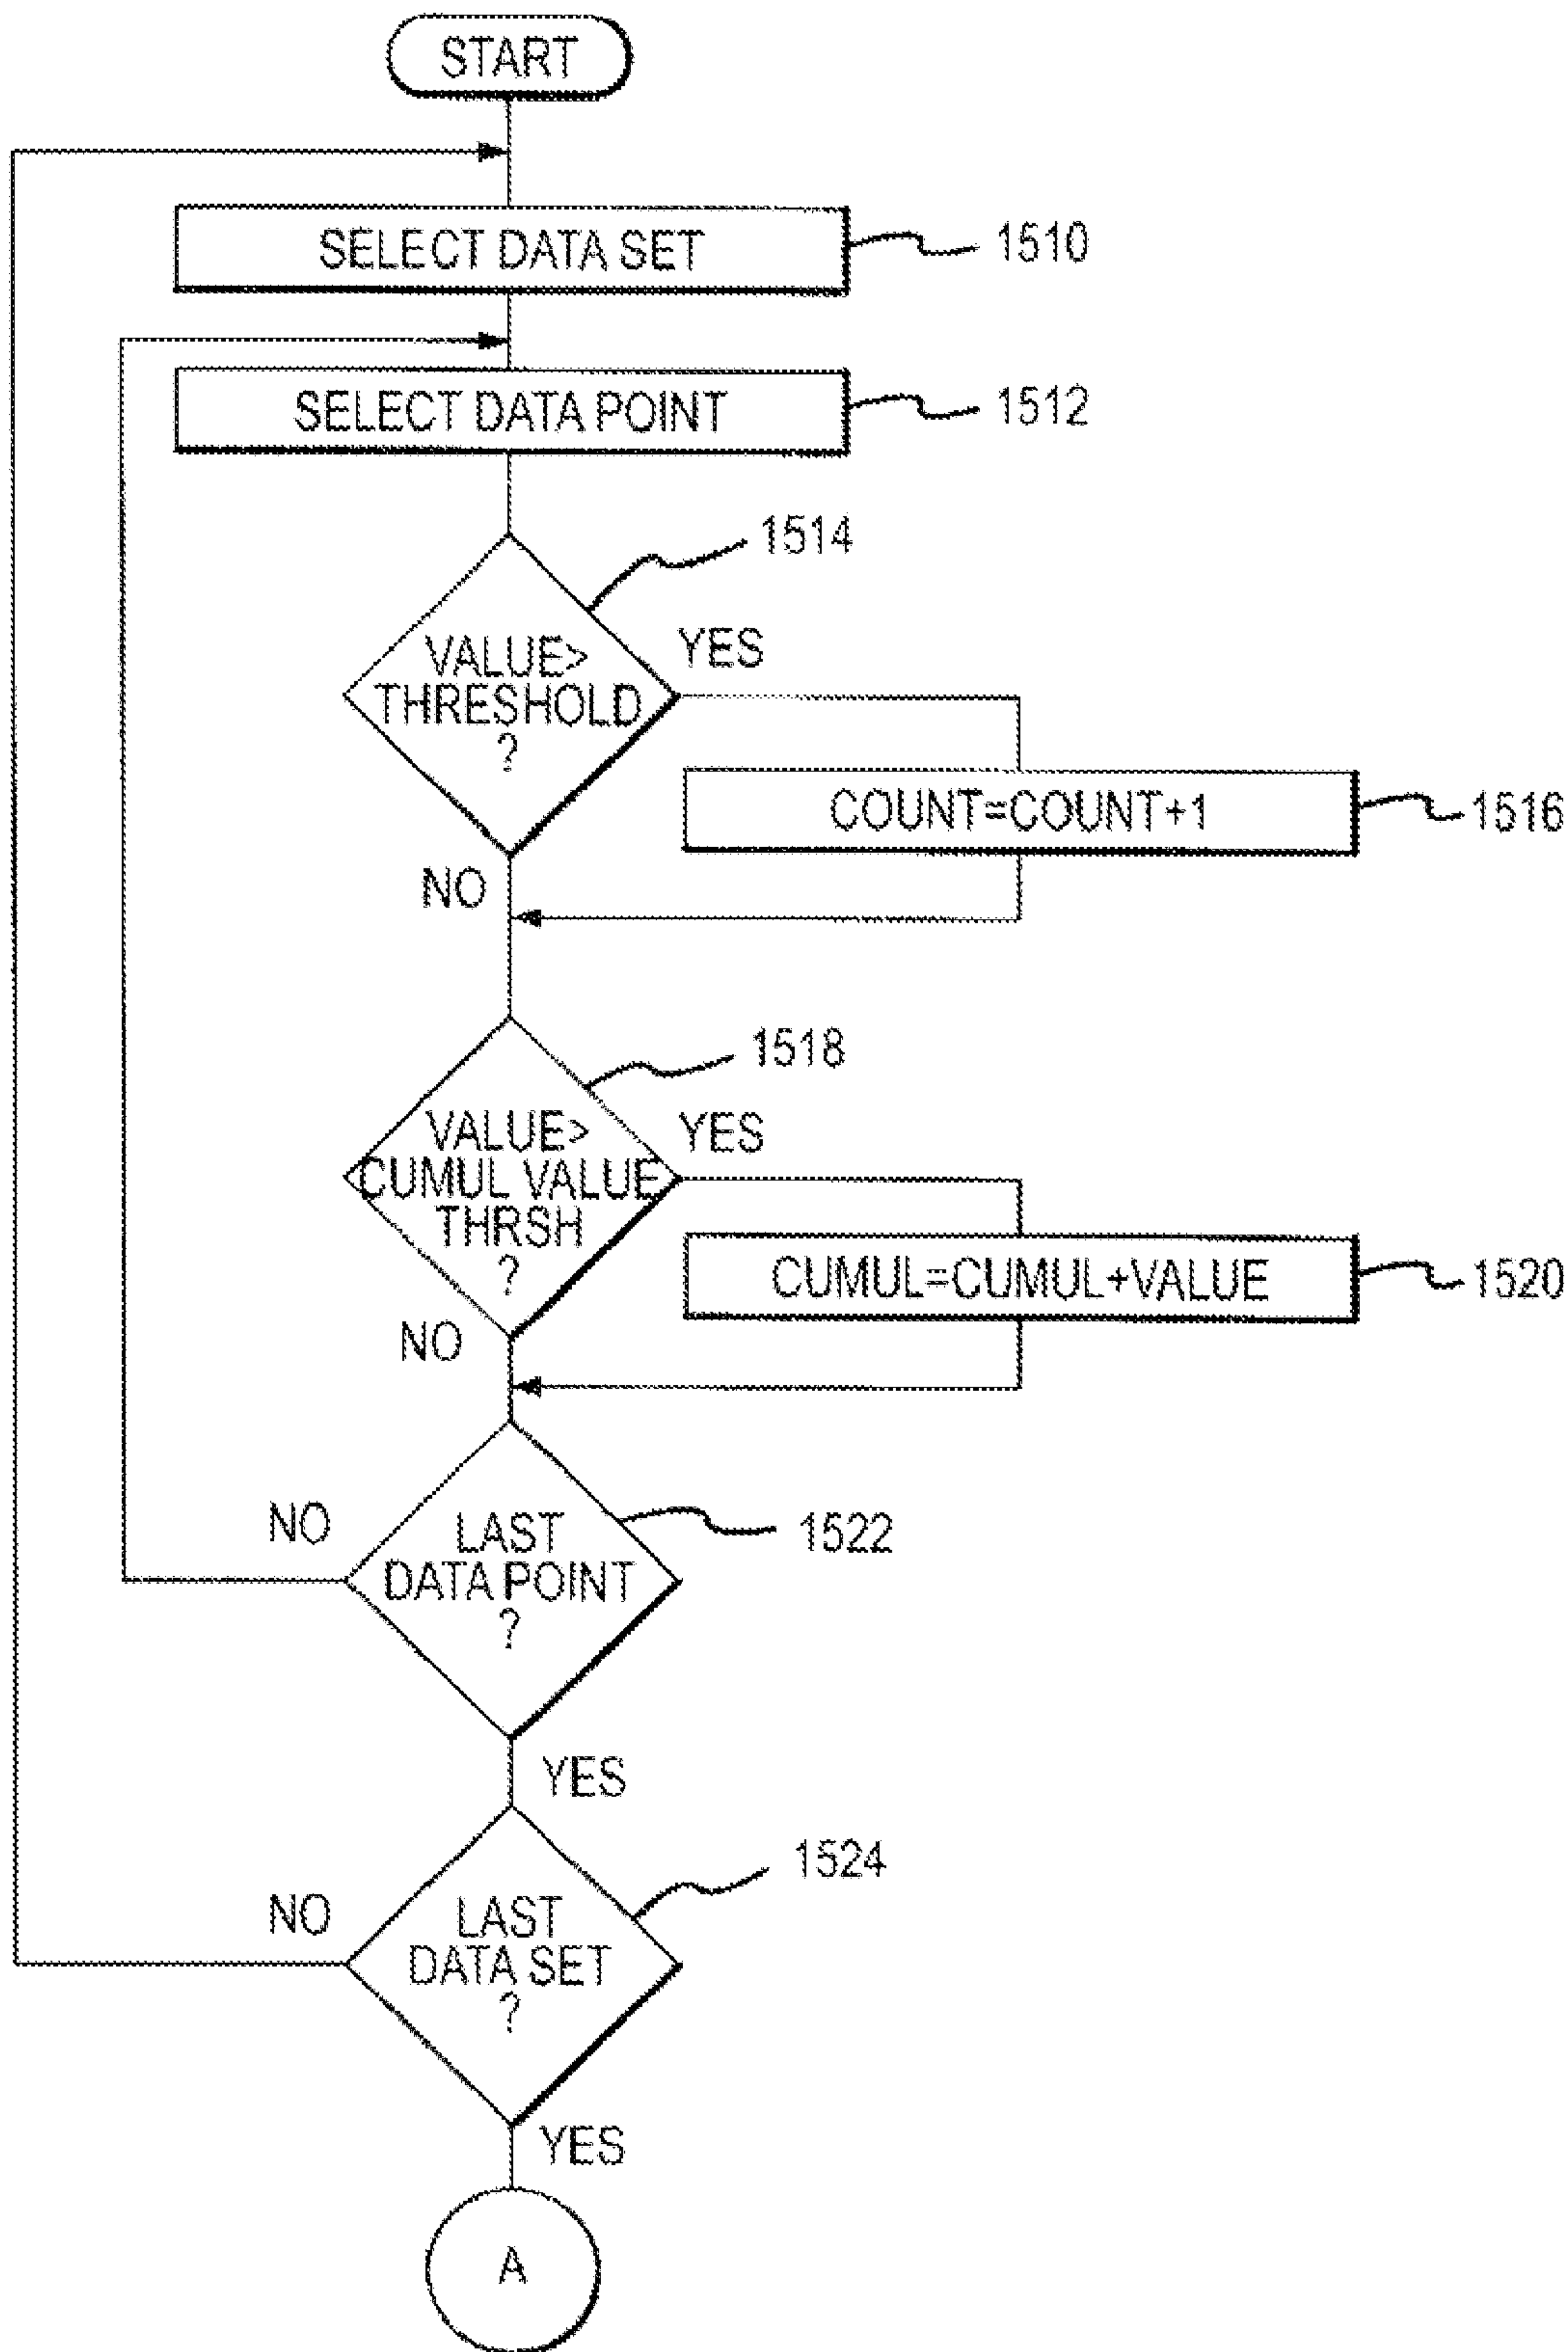 START
SELECT DATA SET
1510
SELECT DATA POINT
1512
1514
VALUE>
THRESHOLD
?
YES
COUNT=COUNT+1
1516
NO
1518
VALUE>
CUMUL VALUE
THRSH
?
YES
CUMUL=CUMUL+VALUE
1520
NO
LAST
DATA POINT
?
NO
1522
YES
1524
LAST
DATA SET
?
NO
YES
A